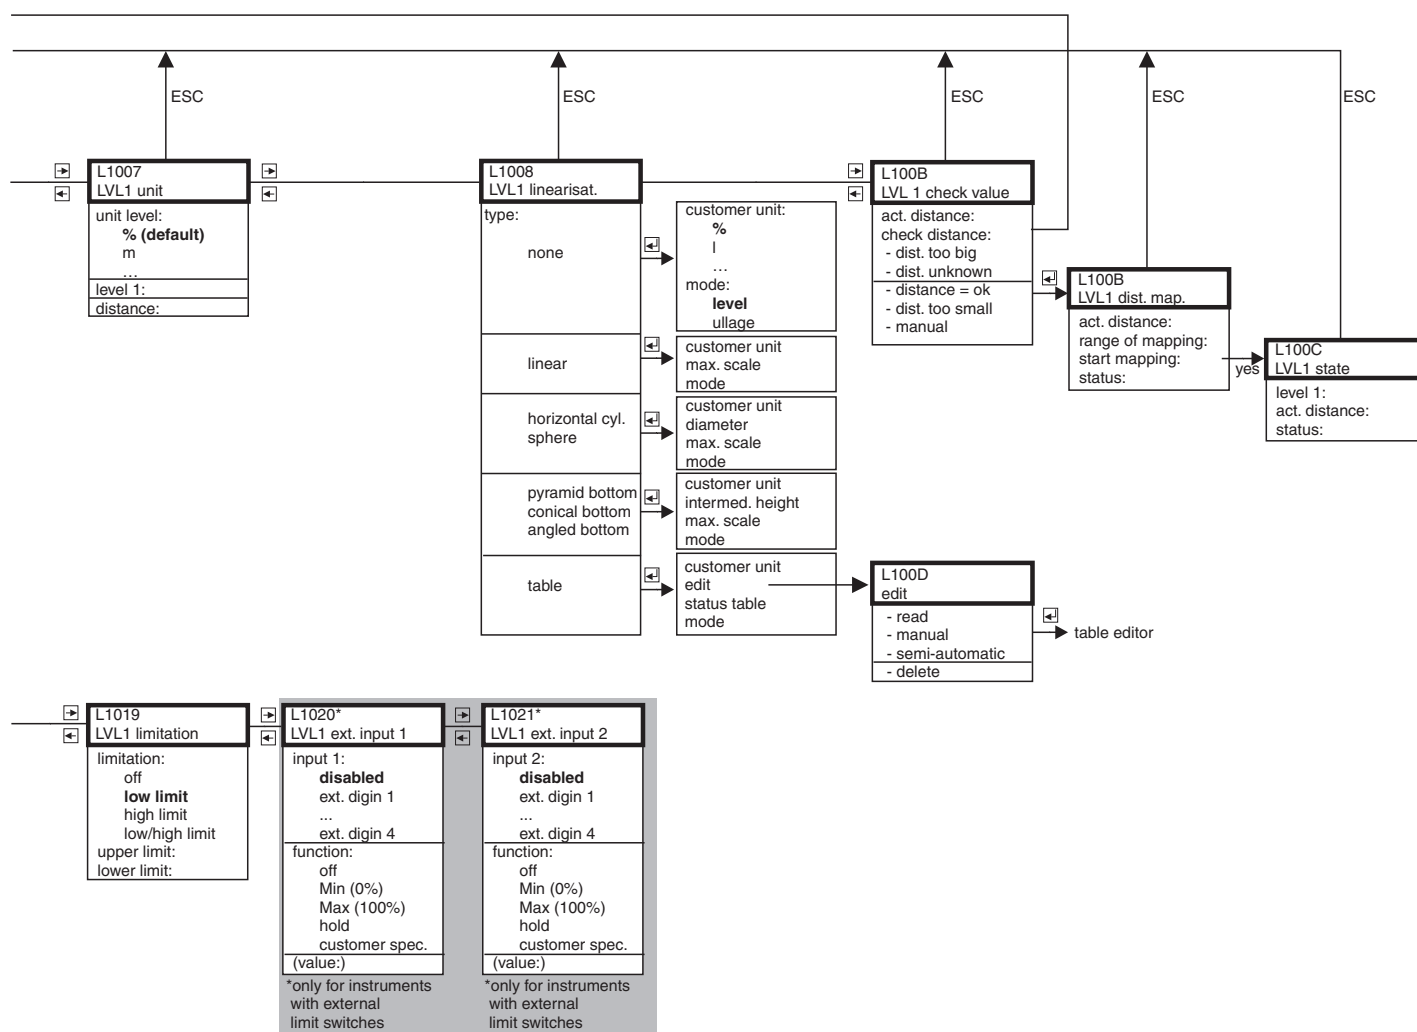 ESC
ESC
ESC
ESC
ESC
L1007
LVL1 unit
unit level:
% (default)
m
...
level 1:
distance:
L1008
LVL1 linearisat.
type:
none
customer unit:
%
l
...
mode:
level
ullage
linear
customer unit
max. scale
mode
horizontal cyl.
sphere
customer unit
diameter
max. scale
mode
pyramid bottom
conical bottom
angled bottom
customer unit
intermed. height
max. scale
mode
table
customer unit
edit
status table
mode
L100B
LVL 1 check value
act. distance:
check distance:
- dist. too big
- dist. unknown
- distance = ok
- dist. too small
- manual
L100B
LVL1 dist. map.
act. distance:
range of mapping:
start mapping:
status:
yes
L100C
LVL1 state
level 1:
act. distance:
status:
L100D
edit
- read
- manual
- semi-automatic
- delete
table editor
L1019
LVL1 limitation
limitation:
off
low limit
high limit
low/high limit
upper limit:
lower limit:
L1020*
LVL1 ext. input 1
input 1:
disabled
ext. digin 1
...
ext. digin 4
function:
off
Min (0%)
Max (100%)
hold
customer spec.
(value:)
*only for instruments
with external
limit switches
L1021*
LVL1 ext. input 2
input 2:
disabled
ext. digin 1
...
ext. digin 4
function:
off
Min (0%)
Max (100%)
hold
customer spec.
(value:)
*only for instruments
with external
limit switches